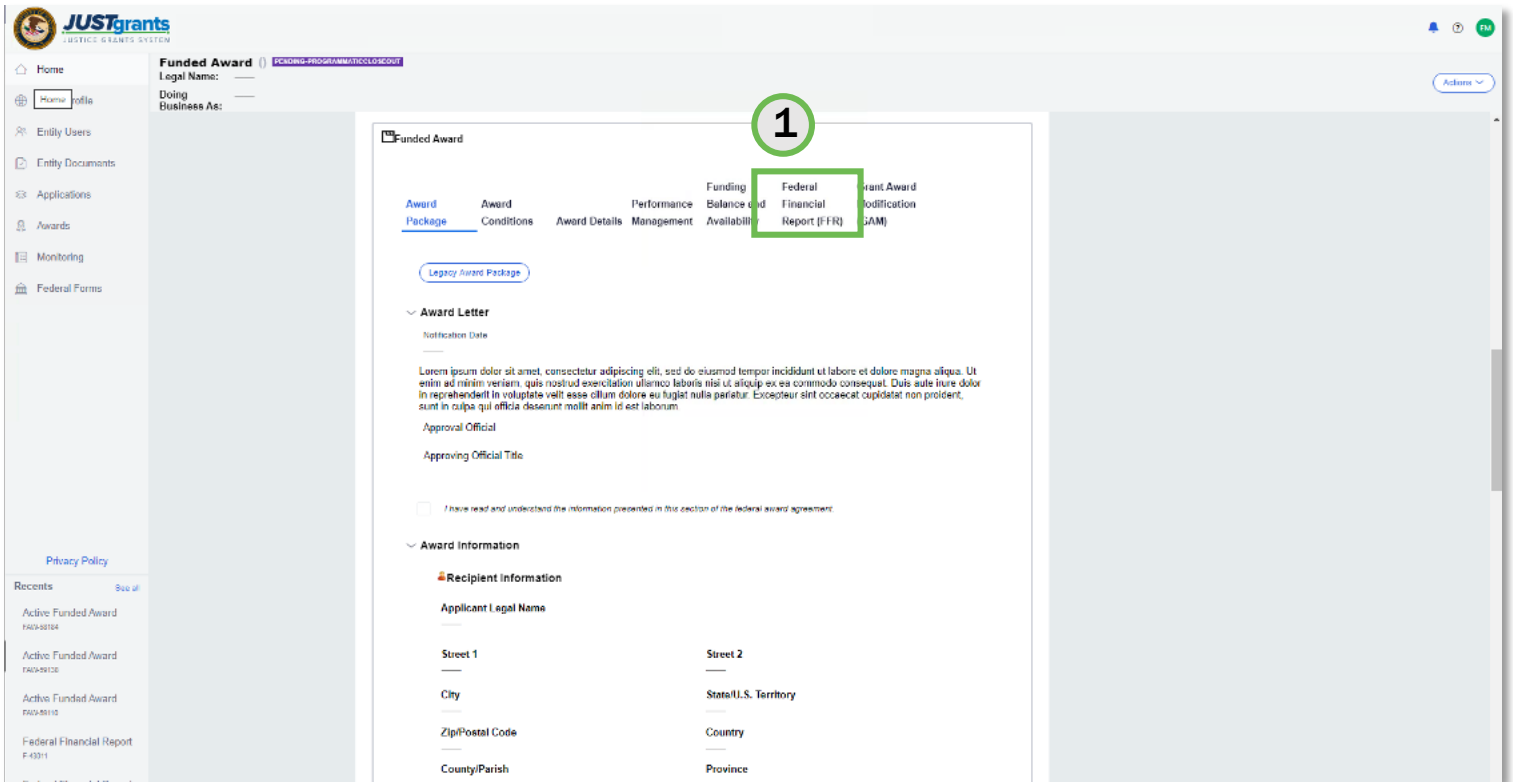 JUSTgrants
JUSTICE GRANTS SYSTEM
FM
Home
Home rofile
Entity Users
Entity Documents
Applications
Awards
Monitoring
Federal Forms
Privacy Policy
Recents See all
Active Funded Award
Active Funded Award
Active Funded Award
Federal Financial Report
Funded Award () PENDING-PROGRAMMATICCLOSEOUT
Legal Name:
Doing
Business As:
Actions
1
Funded Award
Award
Package
Award
Conditions
Award Details
Performance
Management
Funding
Balance and
Availability
Federal
Financial
Report (FFR)
Grant Award
Modification
(GAM)
Legacy Award Package
Award Letter
Notification Date
Lorem ipsum dolor sit amet, consectetur adipiscing elit, sed do eiusmod tempor incididunt ut labore et dolore magna aliqua. Ut
enim ad minim veniam, quis nostrud exercitation ullamco laboris nisi ut aliquip ex ea commodo consequat. Duis aute irure dolor
in reprehenderit in voluptate velit esse cillum dolore eu fugiat nulla pariatur. Excepteur sint occaecat cupidatat non proident,
sunt in culpa qui officia deserunt mollit anim id est laborum
Approval Official
Approving Official Title
I have read and understand the information presented in this section of the federal award agreement.
Award Information
Recipient Information
Applicant Legal Name
Street 1 Street 2
City State/U.S. Territory
Zip/Postal Code Country
County/Parish Province